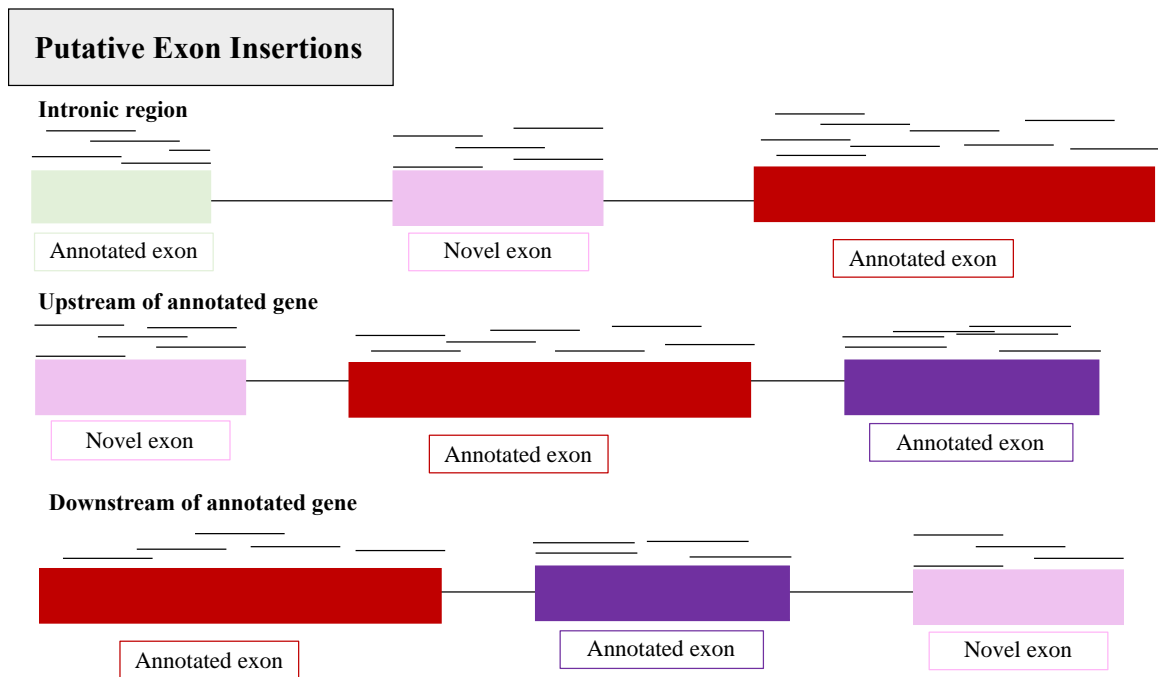 Putative Exon Insertions
Intronic region
Annotated exon
Novel exon
Annotated exon
Upstream of annotated gene
Novel exon
Annotated exon
Annotated exon
Downstream of annotated gene
Annotated exon
Annotated exon
Novel exon